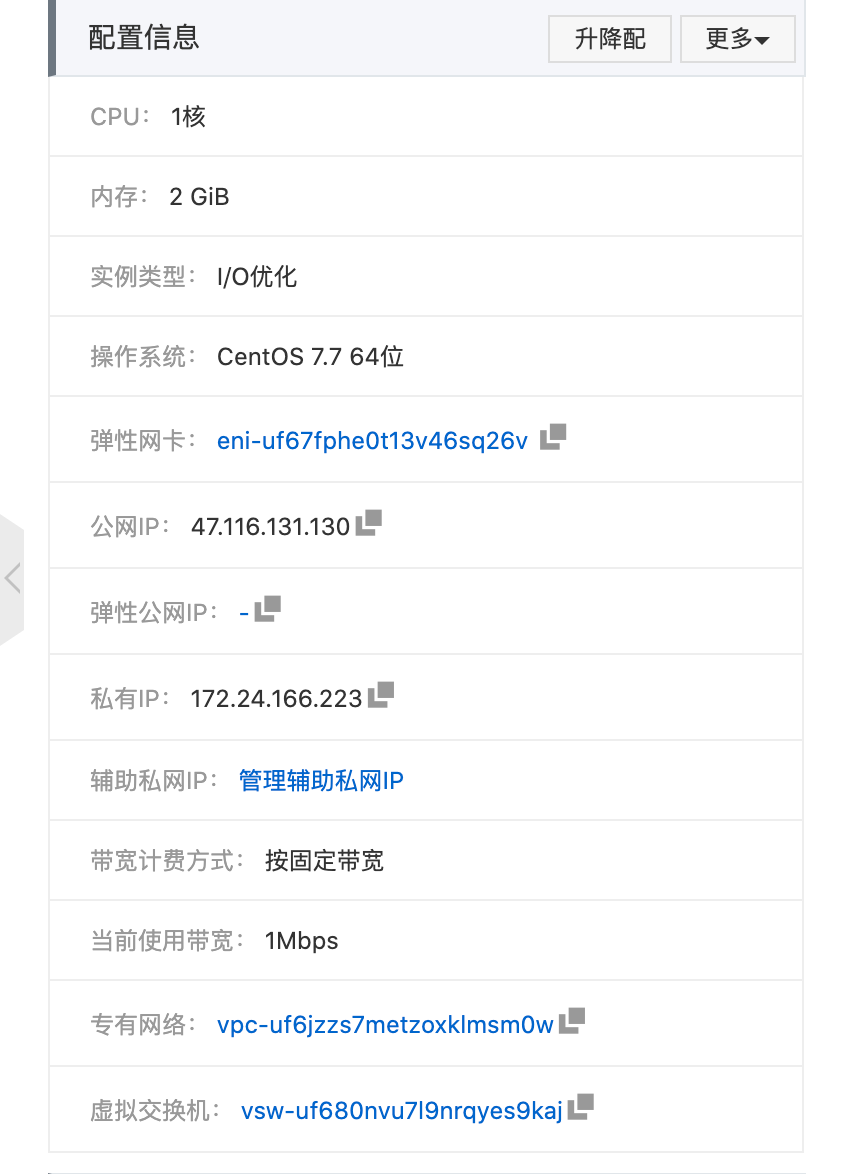 配置信息 升降配 更多
CPU： 1核
内存： 2 GiB
实例类型： I/O优化
操作系统： CentOS 7.7 64位
弹性网卡： eni-uf67fphe0t13v46sq26v
公网IP： 47.116.131.130
弹性公网IP： -
私有IP： 172.24.166.223
辅助私网IP： 管理辅助私网IP
带宽计费方式： 按固定带宽
当前使用带宽： 1Mbps
专有网络： vpc-uf6jzzs7metzoxklmsm0w
虚拟交换机： vsw-uf680nvu7l9nrqyes9kaj